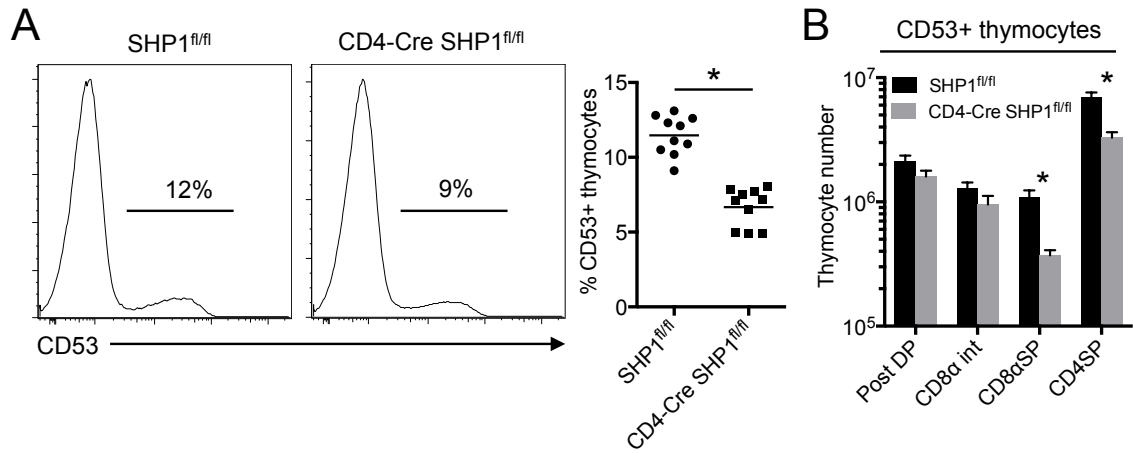 A
SHP1fl/fl
CD4-Cre SHP1fl/fl
12%
9%
CD53
% CD53+ thymocytes
15
10
5
0
*
SHP1fl/fl
CD4-Cre SHP1fl/fl
B
CD53+ thymocytes
Thymocyte number
10⁷
10⁶
10⁵
SHP1fl/fl
CD4-Cre SHP1fl/fl
*
*
Post DP
CD8α int
CD8αSP
CD4SP